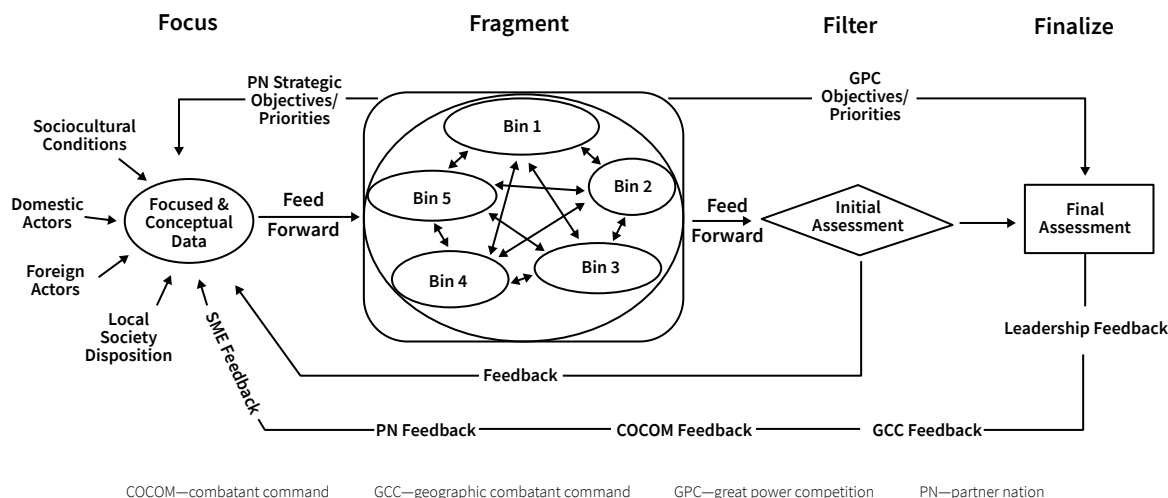 Focus
Fragment
Filter
Finalize
PN Strategic
Objectives/
Priorities
GPC
Objectives/
Priorities
Sociocultural
Conditions
Domestic
Actors
Foreign
Actors
Local
Society
Disposition
Focused &
Conceptual
Data
Feed
Forward
Bin 1
Bin 2
Bin 3
Bin 4
Bin 5
Feed
Forward
Initial
Assessment
Final
Assessment
Leadership Feedback
SME Feedback
Feedback
PN Feedback
COCOM Feedback
GCC Feedback
COCOM—combatant command
GCC—geographic combatant command
GPC—great power competition
PN—partner nation